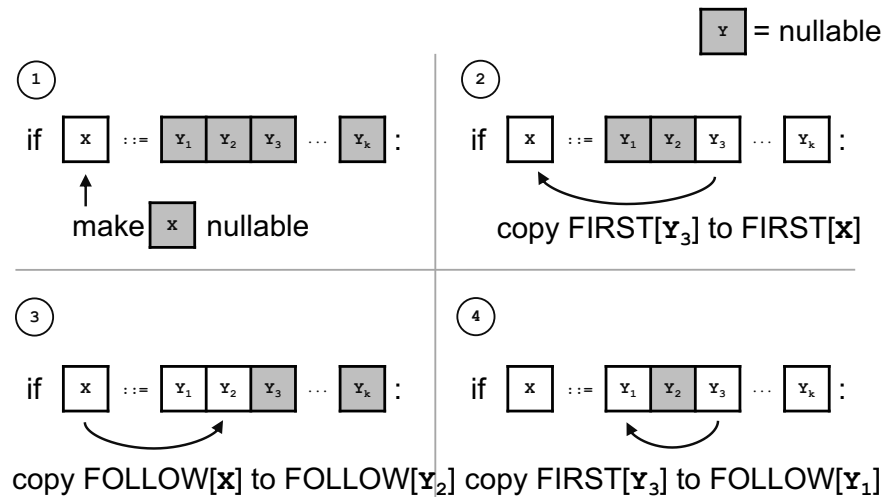 Y = nullable
1
if X ::= Y₁ Y₂ Y₃ ... Yₖ :
make X nullable
2
if X ::= Y₁ Y₂ Y₃ ... Yₖ :
copy FIRST[Y₃] to FIRST[X]
3
if X ::= Y₁ Y₂ Y₃ ... Yₖ :
copy FOLLOW[X] to FOLLOW[Y₂]
4
if X ::= Y₁ Y₂ Y₃ ... Yₖ :
copy FIRST[Y₃] to FOLLOW[Y₁]